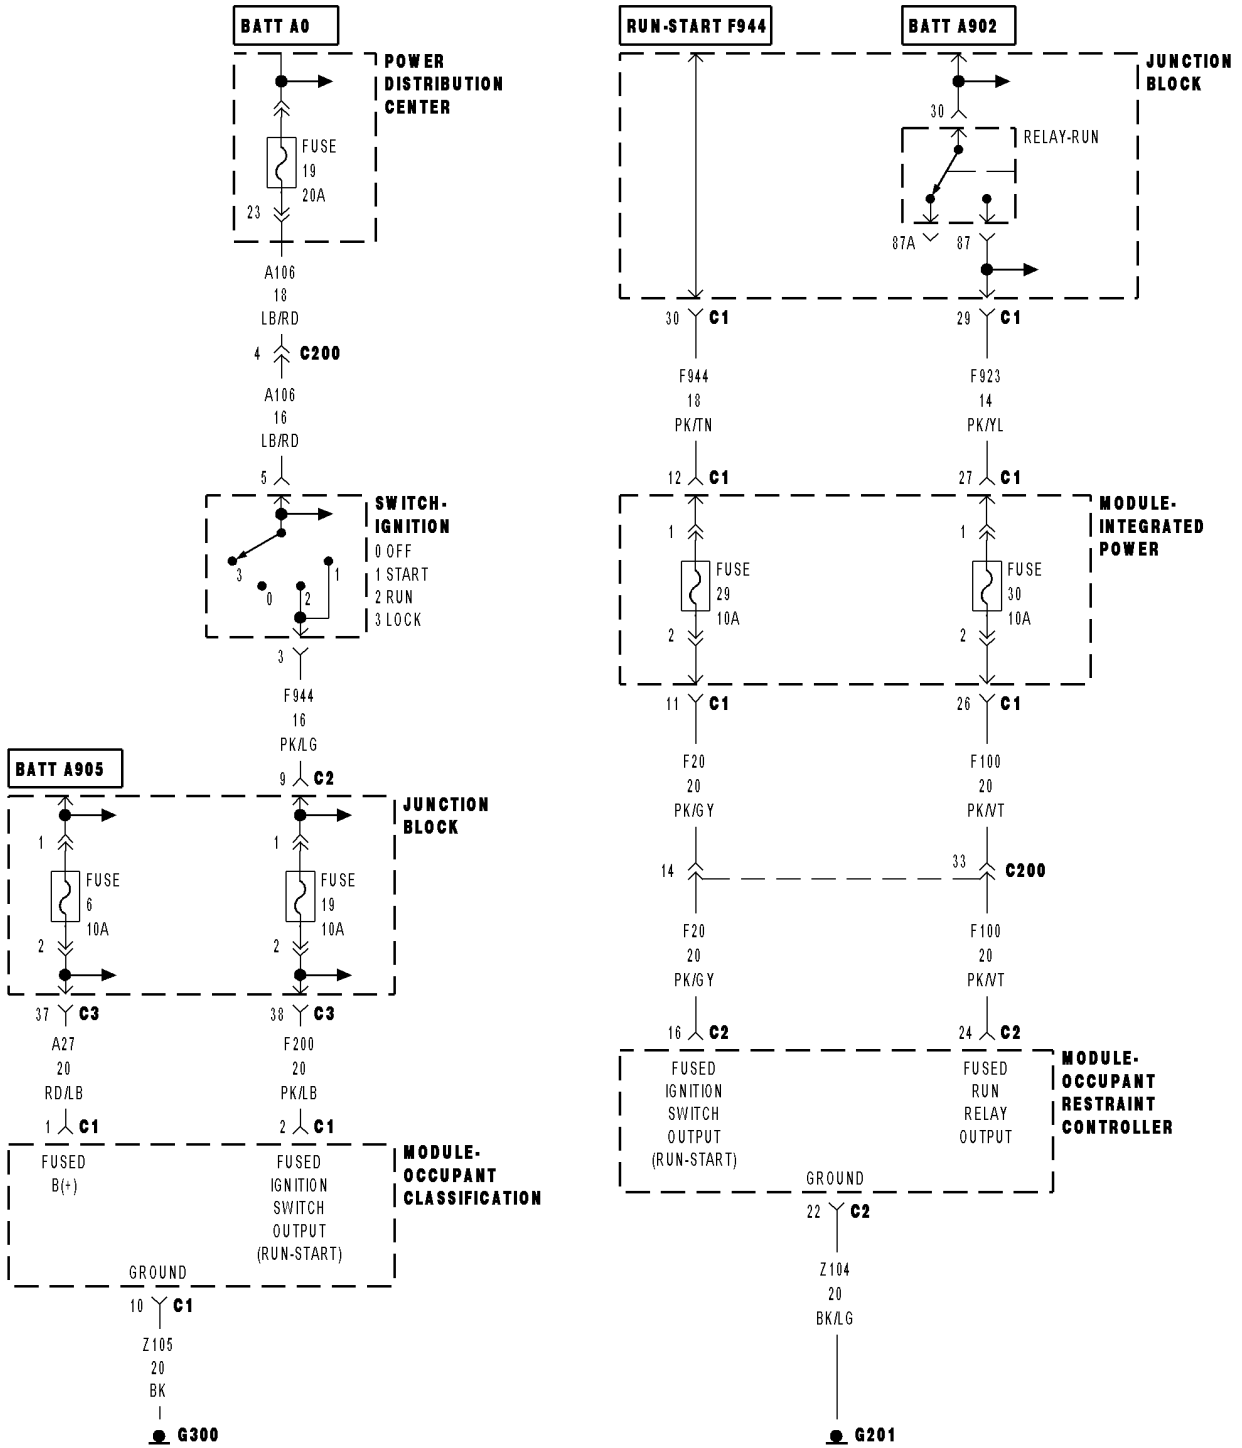 BATT A0
POWER
DISTRIBUTION
CENTER
FUSE
19
20A
23
A106
18
LB/RD
4 C200
A106
16
LB/RD
5
SWITCH-
IGNITION
0 OFF
1 START
2 RUN
3 LOCK
3
0
2
1
3
F944
16
PK/LG
9 C2
BATT A905
JUNCTION
BLOCK
1
FUSE
6
10A
2
1
FUSE
19
10A
2
37 C3
38 C3
A27
20
RD/LB
F200
20
PK/LB
1 C1
2 C1
MODULE-
OCCUPANT
CLASSIFICATION
FUSED
B(+)
FUSED
IGNITION
SWITCH
OUTPUT
(RUN-START)
GROUND
10 C1
Z105
20
BK
G300
RUN-START F944
BATT A902
JUNCTION
BLOCK
30
RELAY-RUN
87A
87
30 C1
29 C1
F944
18
PK/TN
F923
14
PK/YL
12 C1
27 C1
MODULE-
INTEGRATED
POWER
1
FUSE
29
10A
2
1
FUSE
30
10A
2
11 C1
26 C1
F20
20
PK/GY
F100
20
PK/VT
14
33 C200
F20
20
PK/GY
F100
20
PK/VT
16 C2
24 C2
MODULE-
OCCUPANT
RESTRAINT
CONTROLLER
FUSED
IGNITION
SWITCH
OUTPUT
(RUN-START)
FUSED
RUN
RELAY
OUTPUT
GROUND
22 C2
Z104
20
BK/LG
G201